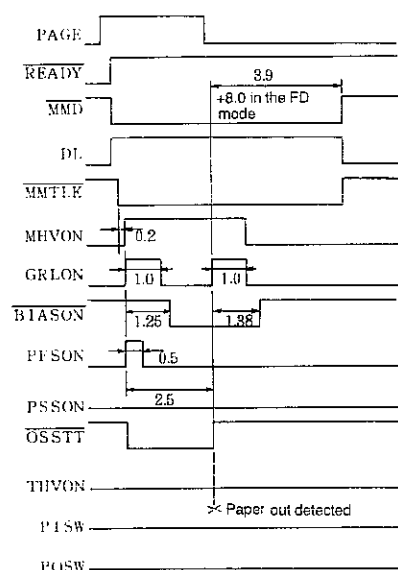 PAGE
READY
3.9
MMD
+8.0 in the FD
mode
DL
MMTLK
MHVON
0.2
GRLON
1.0
1.0
BIASON
1.25
1.38
PFSON
0.5
2.5
PSSON
OSSTT
THVON
Paper out detected
PISW
POSW